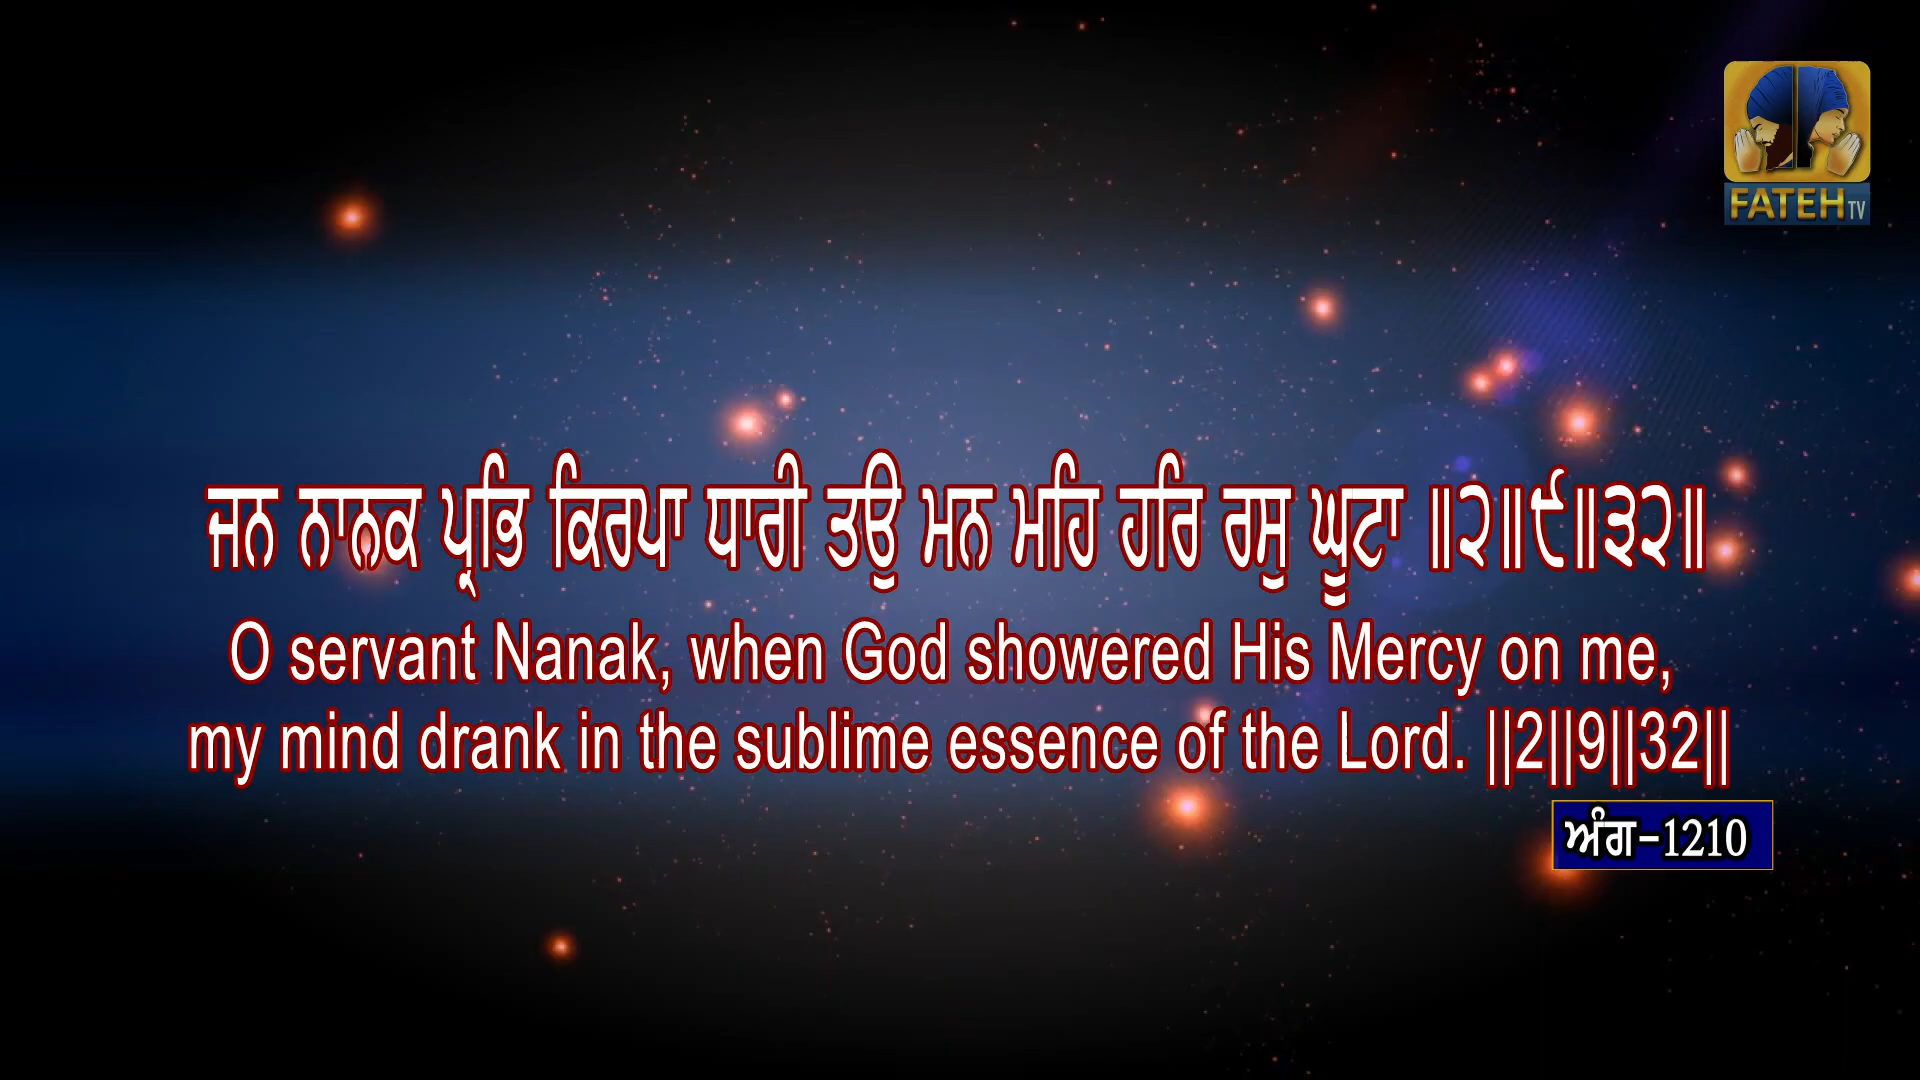 FATEH TV
ਜਨ ਨਾਨਕ ਪ੍ਰਭਿ ਕਿਰਪਾ ਧਾਰੀ ਤਉ ਮਨ ਮਹਿ ਹਰਿ ਰਸੁ ਘੂਟਾ ॥੨॥੯॥੩੨॥
O servant Nanak, when God showered His Mercy on me,
my mind drank in the sublime essence of the Lord. ||2||9||32||
ਅੰਗ-1210